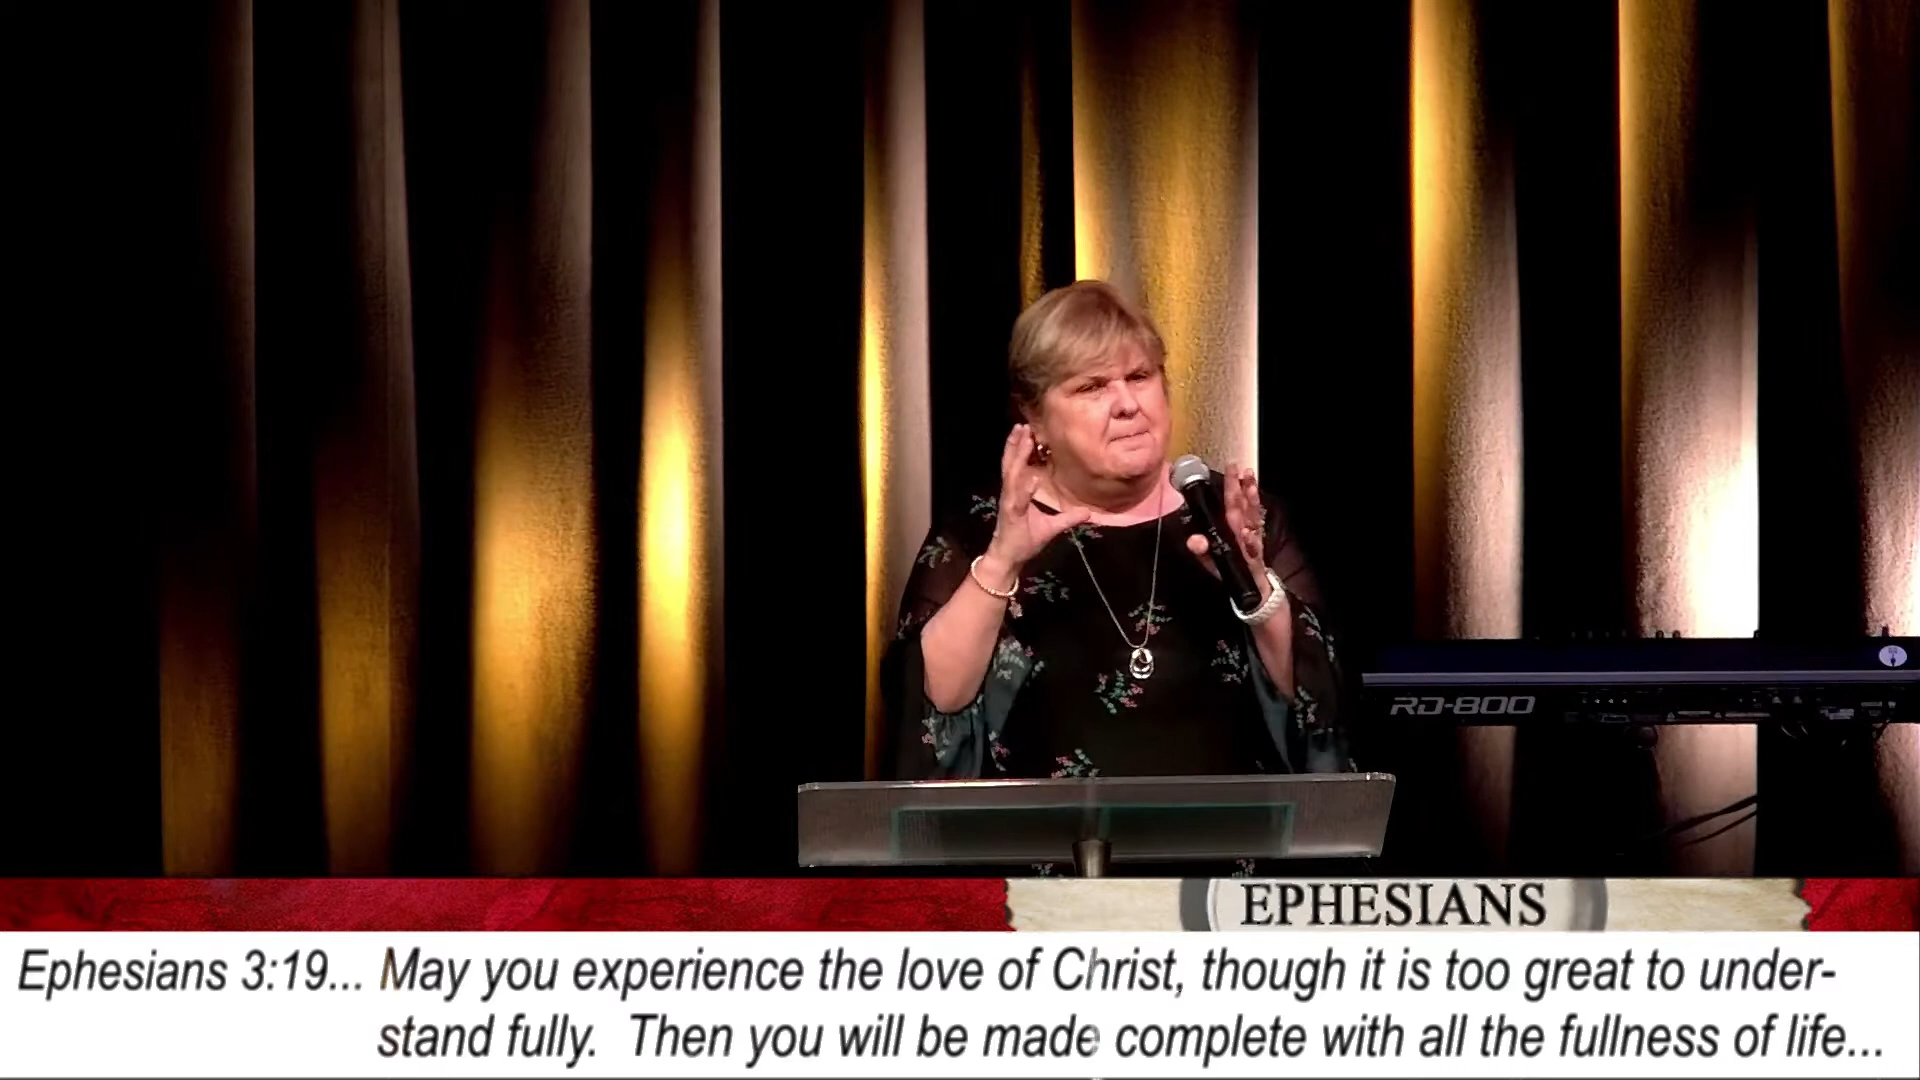 RD-800
EPHESIANS
Ephesians 3:19... May you experience the love of Christ, though it is too great to under-
stand fully. Then you will be made complete with all the fullness of life...